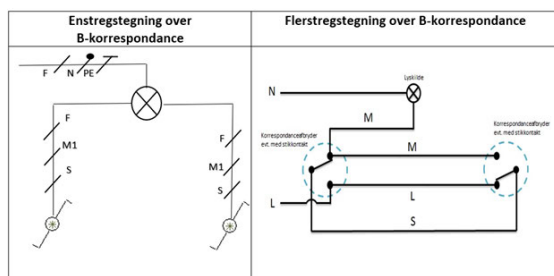 Enstregstegning over
B-korrespondance
Flerstregstegning over B-korrespondance
F
N
PE
F
M1
S
F
M1
S
Lyskilde
N
M
Korrespondanceafbryder
evt. med stikkontakt
Korrespondanceafbryder
evt. med stikkontakt
M
L
L
S